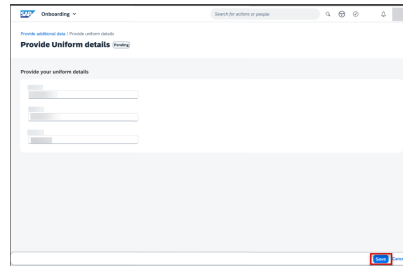 SAP Onboarding Search for actions or people
Provide additional data / Provide uniform details
Provide Uniform details Pending
Provide your uniform details
Save